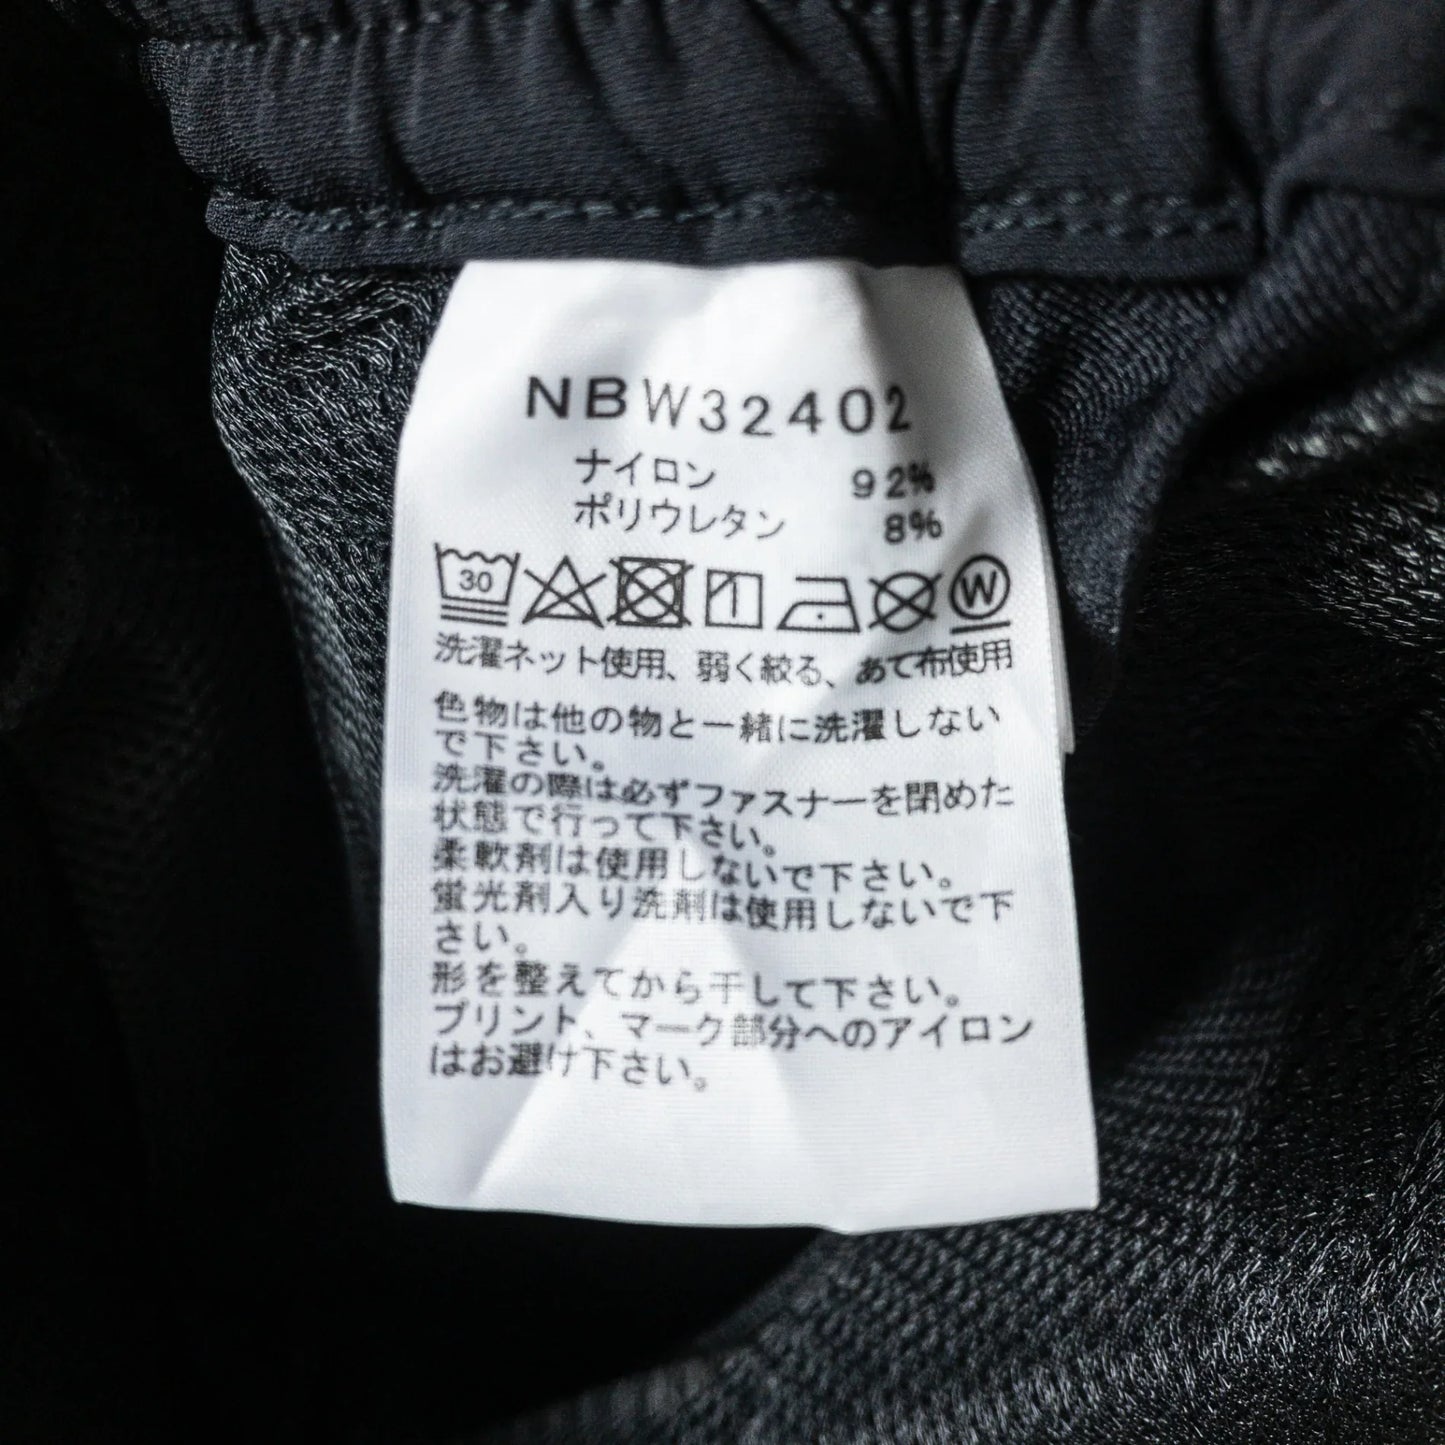 NBW32402
ナイロン 92%
ポリウレタン 8%
30 W
洗濯ネット使用、弱く絞る、あて布使用
色物は他の物と一緒に洗濯しない
で下さい。
洗濯の際は必ずファスナーを閉めた
状態で行って下さい。
柔軟剤は使用しないで下さい。
蛍光剤入り洗剤は使用しないで下
さい。
形を整えてから干して下さい。
プリント、マーク部分へのアイロン
はお避け下さい。